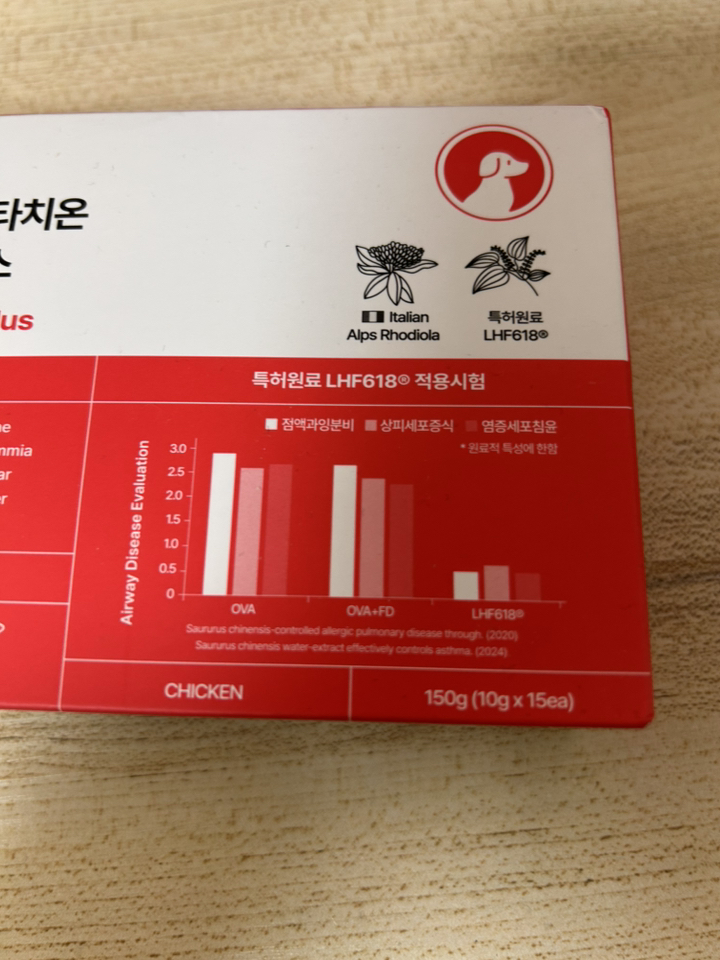 타치온
스
lus
Italian
Alps Rhodiola
특허원료
LHF618®
특허원료 LHF618® 적용시험
점액과잉분비 상피세포증식 염증세포침윤
* 원료적 특성에 한함
Airway Disease Evaluation
3.0
2.5
2.0
1.5
1.0
0.5
0
OVA OVA+FD LHF618®
Saururus chinensis-controlled allergic pulmonary disease through. (2020)
Saururus chinensis water-extract effectively controls asthma. (2024)
ne
mmia
ar
er
CHICKEN
150g (10g x 15ea)